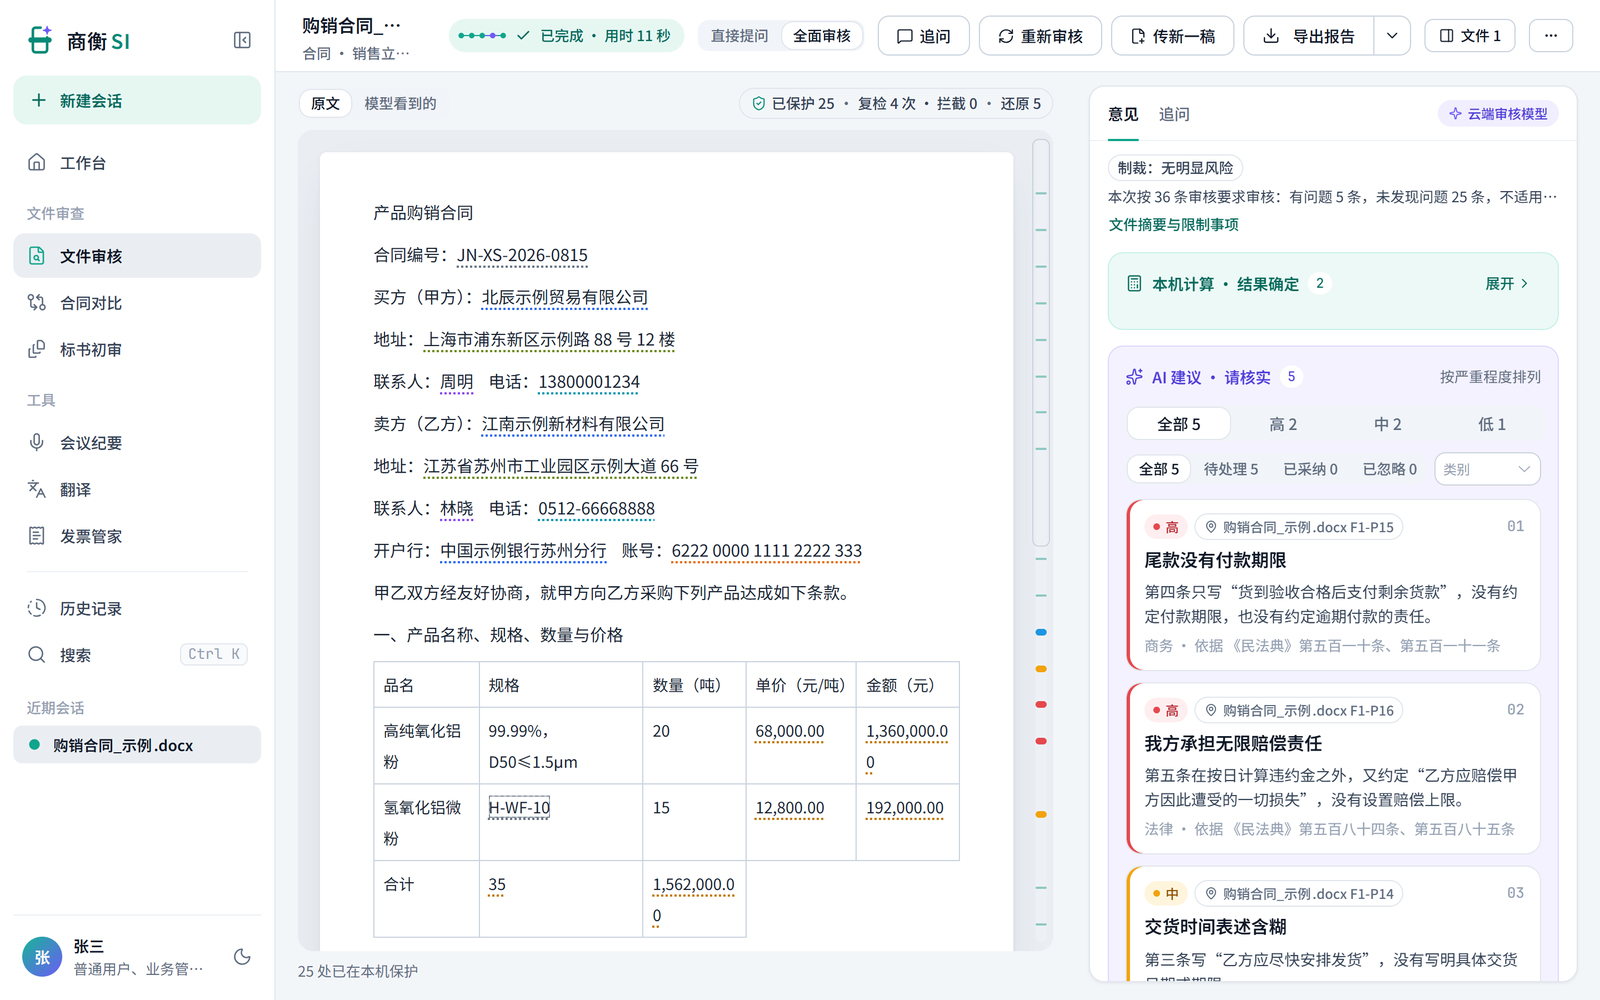 商衡 SI
新建会话
工作台
文件审查
文件审核
合同对比
标书初审
工具
会议纪要
翻译
发票管家
历史记录
搜索 Ctrl K
近期会话
购销合同_示例.docx
张 张三
普通用户、业务管…
购销合同_…
合同 · 销售立…
已完成 · 用时 11 秒
直接提问 全面审核
追问
重新审核
传新一稿
导出报告
文件 1
…
原文 模型看到的
已保护 25 · 复检 4 次 · 拦截 0 · 还原 5
产品购销合同
合同编号：JN-XS-2026-0815
买方（甲方）：北辰示例贸易有限公司
地址：上海市浦东新区示例路 88 号 12 楼
联系人：周明 电话：13800001234
卖方（乙方）：江南示例新材料有限公司
地址：江苏省苏州市工业园区示例大道 66 号
联系人：林晓 电话：0512-66668888
开户行：中国示例银行苏州分行 账号：6222 0000 1111 2222 333
甲乙双方经友好协商，就甲方向乙方采购下列产品达成如下条款。
一、产品名称、规格、数量与价格
品名 规格 数量（吨） 单价（元/吨） 金额（元）
高纯氧化铝 99.99%， 20 68,000.00 1,360,000.0
粉 D50≤1.5μm 0
氢氧化铝微 H-WF-10 15 12,800.00 192,000.00
粉
合计 35 1,562,000.0
0
25 处已在本机保护
意见 追问 云端审核模型
制裁：无明显风险
本次按 36 条审核要求审核：有问题 5 条，未发现问题 25 条，不适用…
文件摘要与限制事项
本机计算 · 结果确定 2 展开
AI 建议 · 请核实 5 按严重程度排列
全部 5 高 2 中 2 低 1
全部 5 待处理 5 已采纳 0 已忽略 0 类别
高 购销合同_示例.docx F1-P15 01
尾款没有付款期限
第四条只写“货到验收合格后支付剩余货款”，没有约
定付款期限，也没有约定逾期付款的责任。
商务 · 依据 《民法典》第五百一十条、第五百一十一条
高 购销合同_示例.docx F1-P16 02
我方承担无限赔偿责任
第五条在按日计算违约金之外，又约定“乙方应赔偿甲
方因此遭受的一切损失”，没有设置赔偿上限。
法律 · 依据 《民法典》第五百八十四条、第五百八十五条
中 购销合同_示例.docx F1-P14 03
交货时间表述含糊
第三条写“乙方应尽快安排发货”，没有写明具体交货